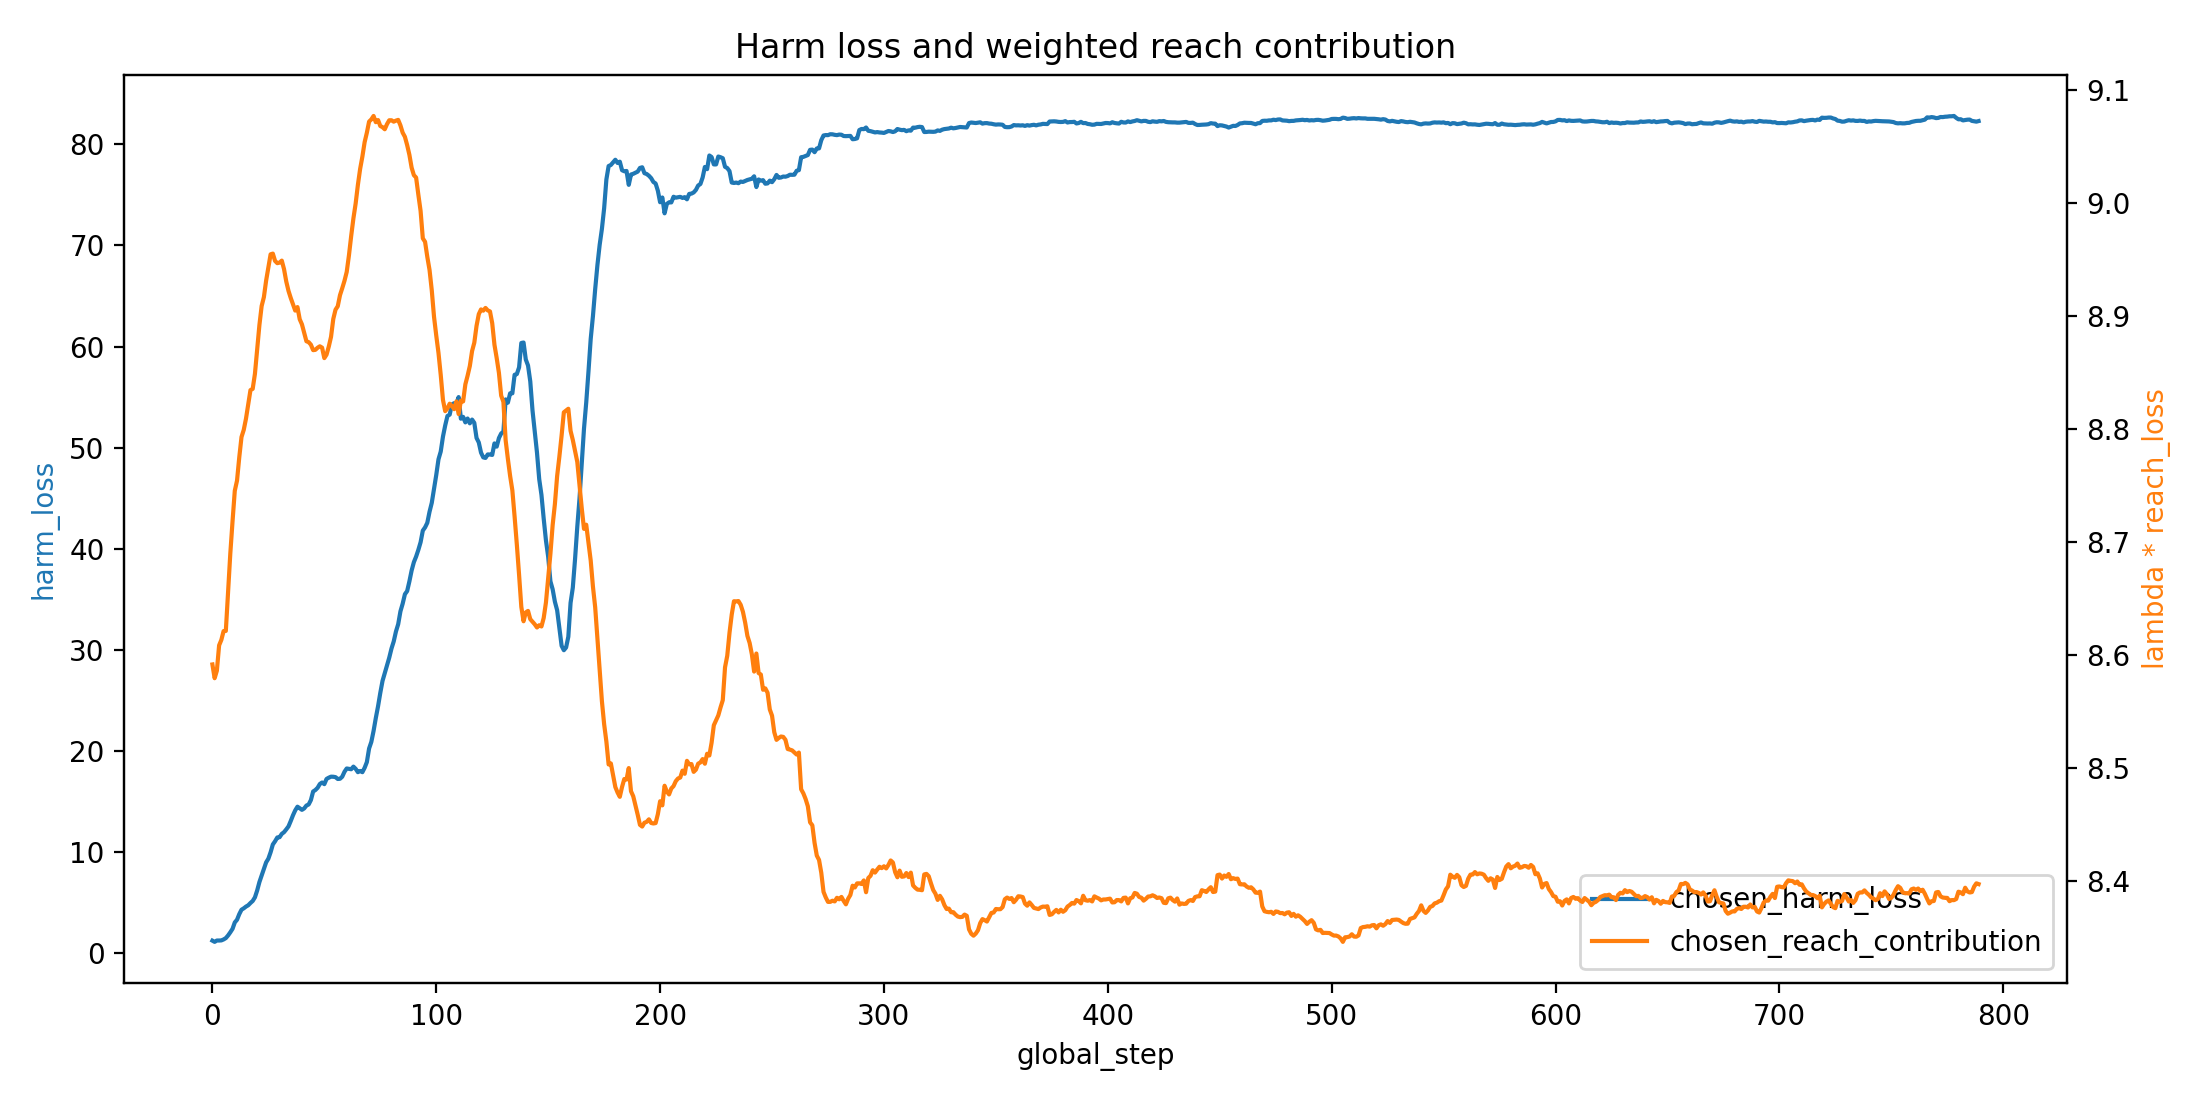 Harm loss and weighted reach contribution
harm_loss
80
70
60
50
40
30
20
10
0
9.1
9.0
8.9
8.8
8.7
8.6
8.5
8.4
lambda * reach_loss
chosen_harm_loss
chosen_reach_contribution
0 100 200 300 400 500 600 700 800
global_step